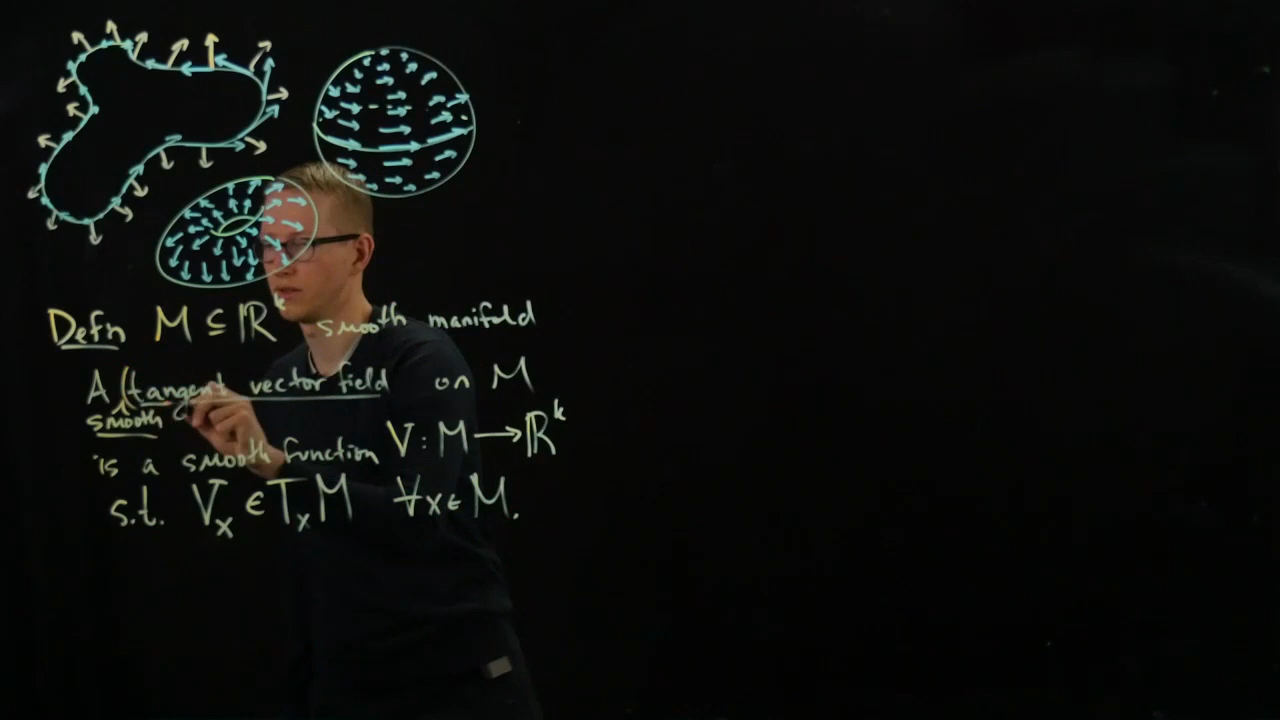 Defn M ⊆ ℝᵏ smooth manifold
A (tangent vector field on M
smooth
is a smooth function V : M → ℝᵏ
s.t. Vₓ ∈ TₓM ∀x∈M.